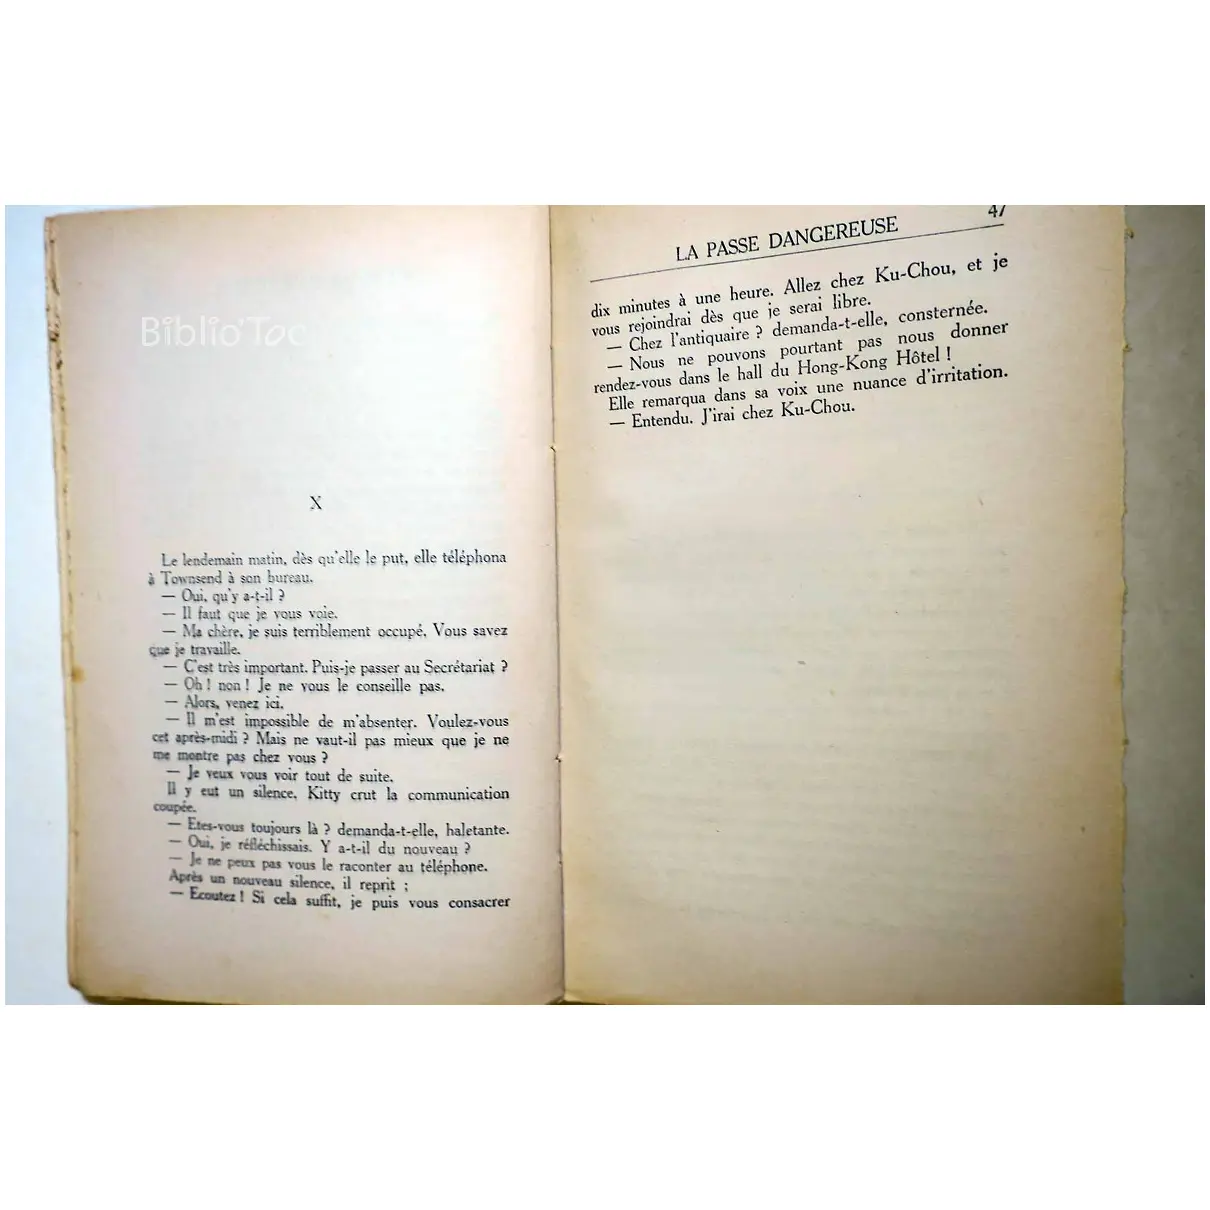 Biblio'Toc
X
Le lendemain matin, dès qu'elle le put, elle téléphona
à Townsend à son bureau.
— Oui, qu'y a-t-il ?
— Il faut que je vous voie.
— Ma chère, je suis terriblement occupé. Vous savez
que je travaille.
— C'est très important. Puis-je passer au Secrétariat ?
— Oh ! non ! Je ne vous le conseille pas.
— Alors, venez ici.
— Il m'est impossible de m'absenter. Voulez-vous
cet après-midi ? Mais ne vaut-il pas mieux que je ne
me montre pas chez vous ?
— Je veux vous voir tout de suite.
Il y eut un silence. Kitty crut la communication
coupée.
— Etes-vous toujours là ? demanda-t-elle, haletante.
— Oui, je réfléchissais. Y a-t-il du nouveau ?
— Je ne peux pas vous le raconter au téléphone.
Après un nouveau silence, il reprit :
— Ecoutez ! Si cela suffit, je puis vous consacrer
47
LA PASSE DANGEREUSE
dix minutes à une heure. Allez chez Ku-Chou, et je
vous rejoindrai dès que je serai libre.
— Chez l'antiquaire ? demanda-t-elle, consternée.
— Nous ne pouvons pourtant pas nous donner
rendez-vous dans le hall du Hong-Kong Hôtel !
Elle remarqua dans sa voix une nuance d'irritation.
— Entendu. J'irai chez Ku-Chou.